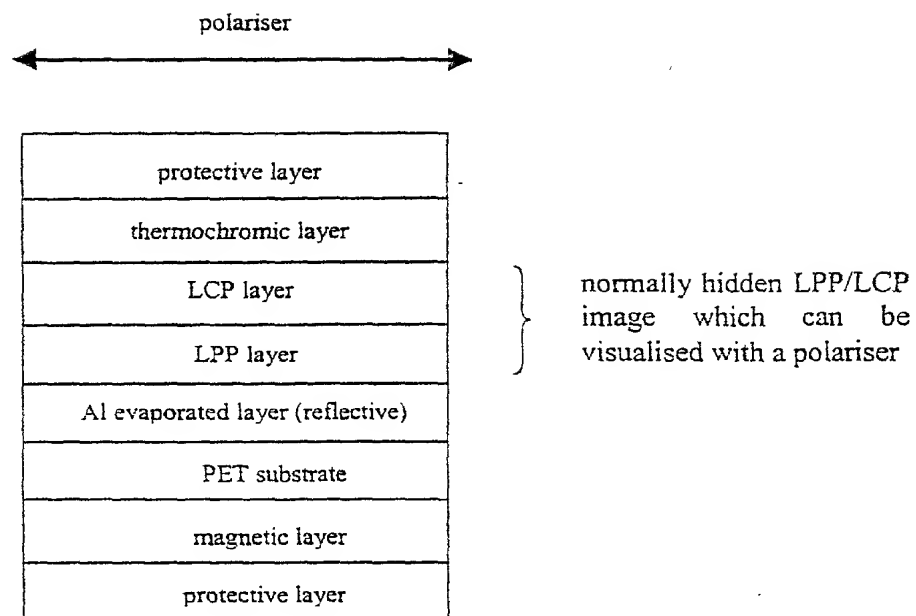 polariser
protective layer
thermochromic layer
LCP layer
normally hidden LPP/LCP
image which can be
visualised with a polariser
LPP layer
Al evaporated layer (reflective)
PET substrate
magnetic layer
protective layer